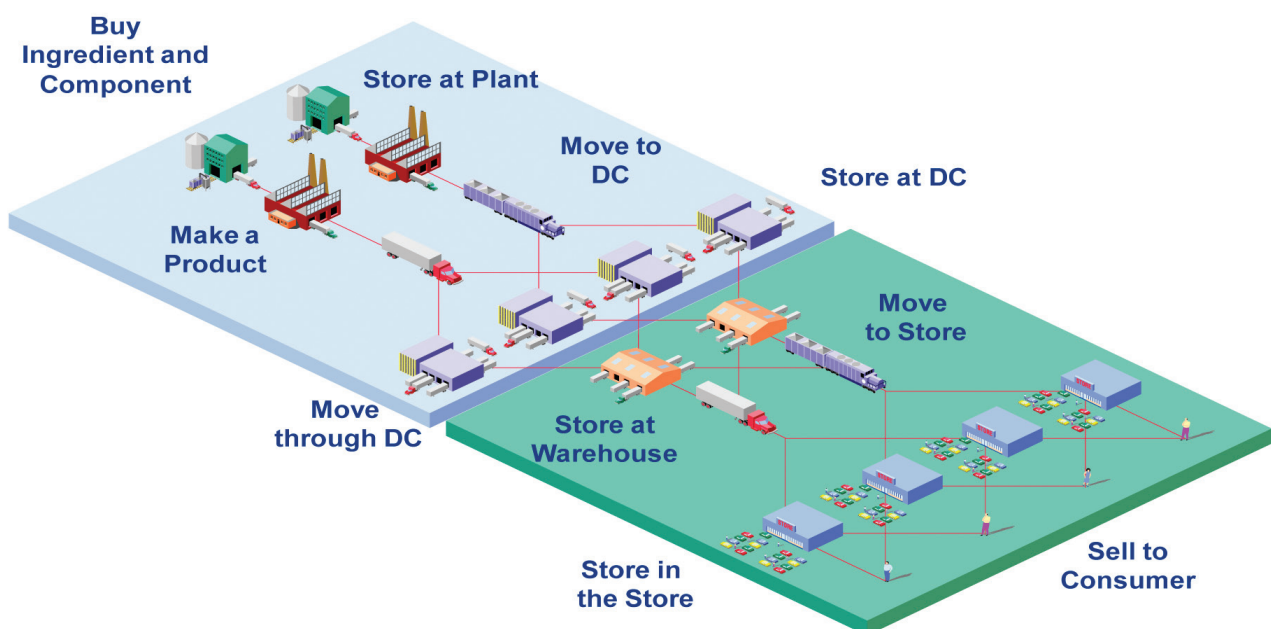 Buy
Ingredient and
Component
Store at Plant
Move to
DC
Store at DC
Make a
Product
Move
to Store
Move
through DC
Store at
Warehouse
Store in
the Store
Sell to
Consumer